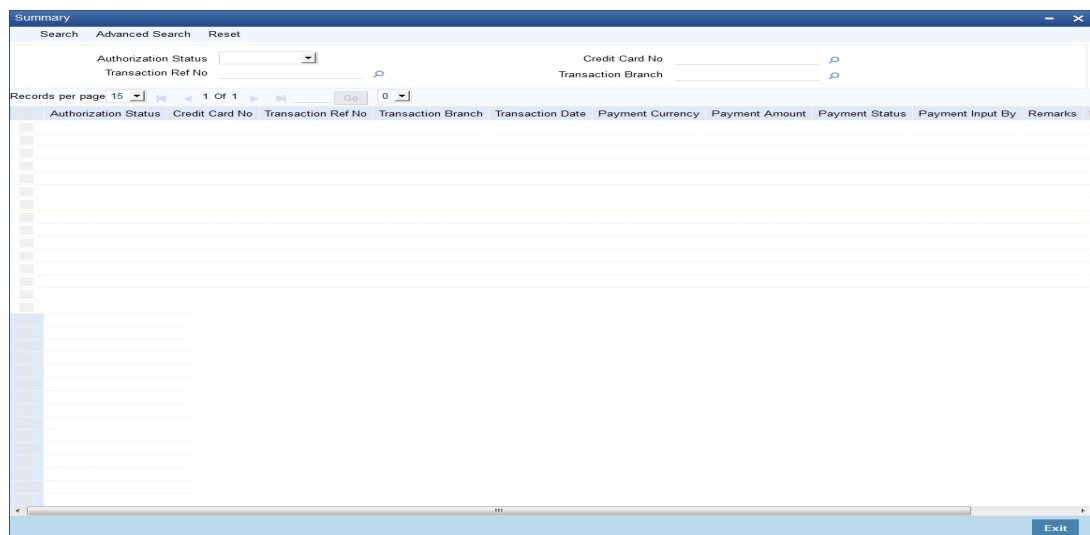 Summary
Search Advanced Search Reset
Authorization Status Credit Card No
Transaction Ref No Transaction Branch
Records per page 15 1 Of 1 Go 0
Authorization Status Credit Card No Transaction Ref No Transaction Branch Transaction Date Payment Currency Payment Amount Payment Status Payment Input By Remarks
Exit